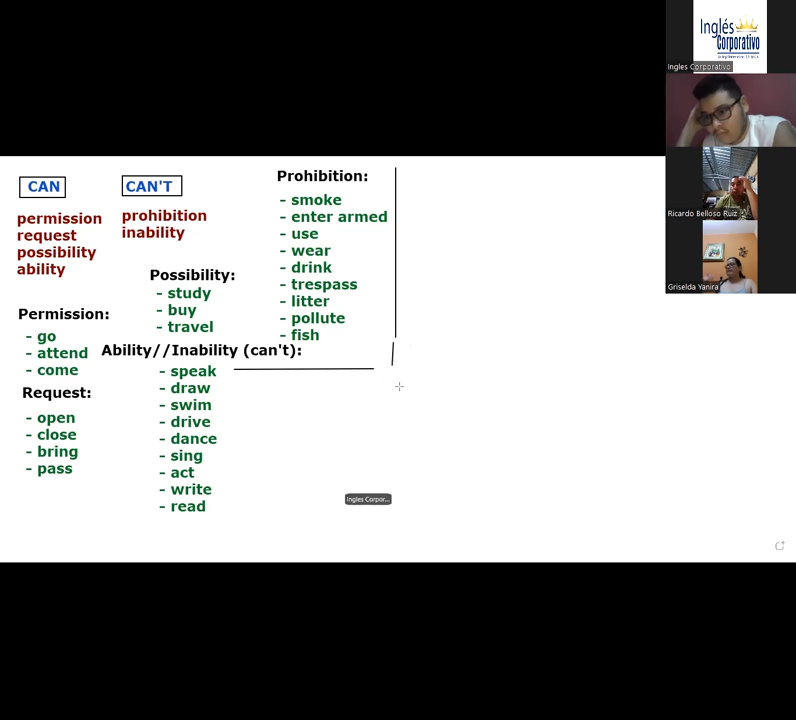 CAN
permission
request
possibility
ability
CAN'T
prohibition
inability
Prohibition:
- smoke
- enter armed
- use
- wear
- drink
- trespass
- litter
- pollute
- fish
Possibility:
- study
- buy
- travel
Permission:
- go
- attend
- come
Ability//Inability (can't):
- speak
- draw
- swim
- drive
- dance
- sing
- act
- write
- read
Request:
- open
- close
- bring
- pass
Ingles Corpor...
Inglés
Corporativo
Ingles Corporativo
Ricardo Belloso Ruiz
Griselda Yanira